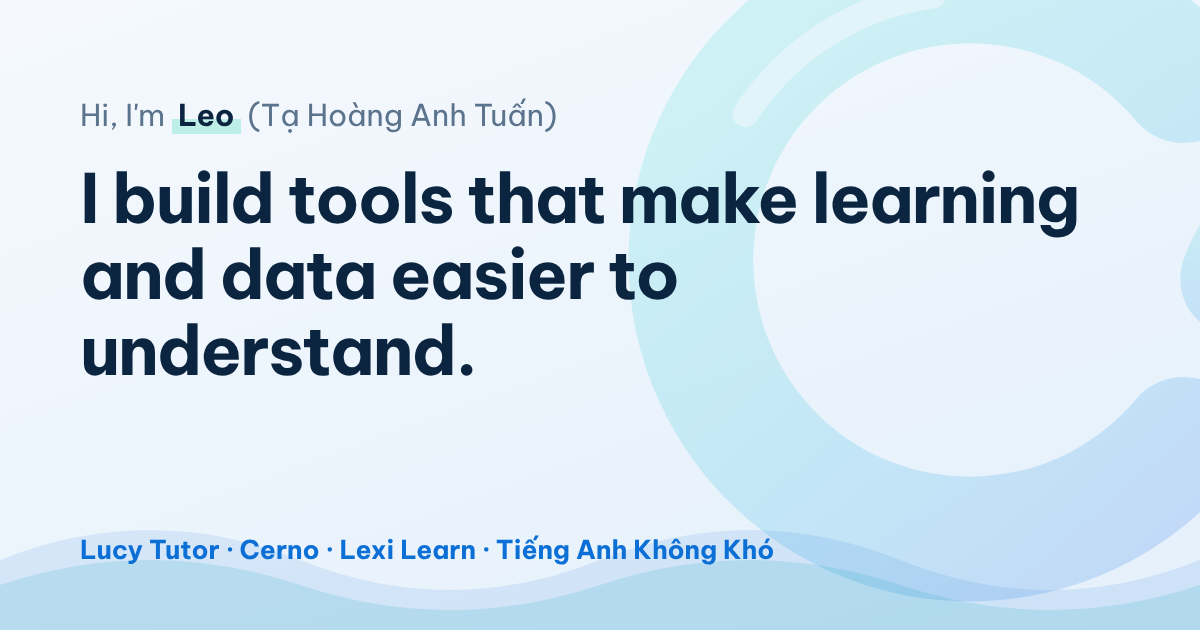 Hi, I'm Leo (Tạ Hoàng Anh Tuấn)
I build tools that make learning
and data easier to
understand.
Lucy Tutor · Cerno · Lexi Learn · Tiếng Anh Không Khó